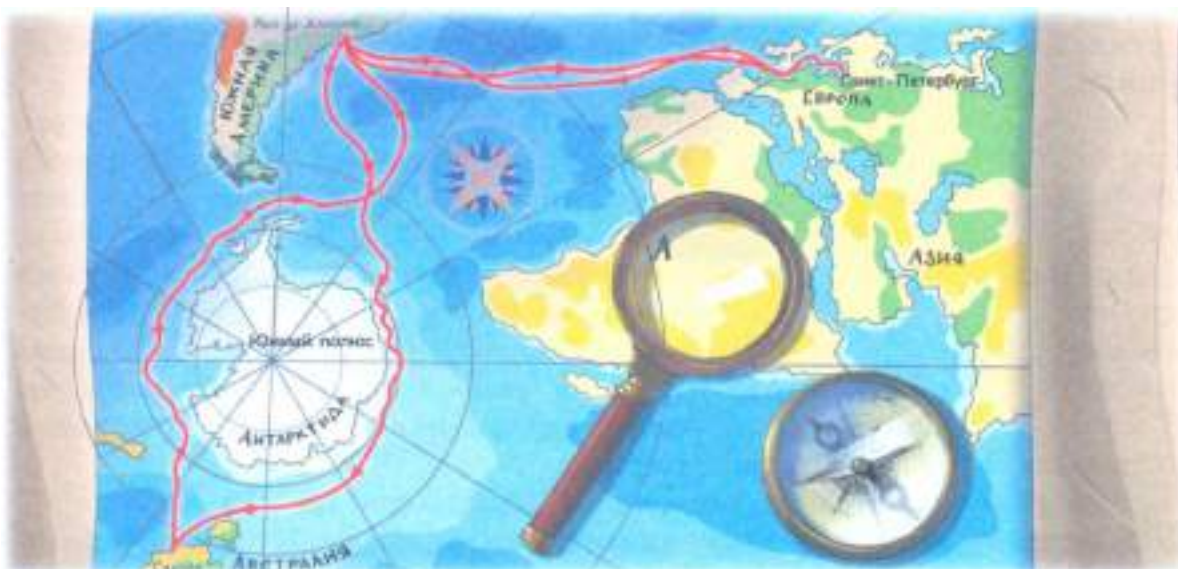 ЮЖНАЯ
АМЕРИКА
Санкт-Петербург
ЕВРОПА
А
АЗИЯ
Южный полюс
АНТАРКТИДА
АВСТРАЛИЯ